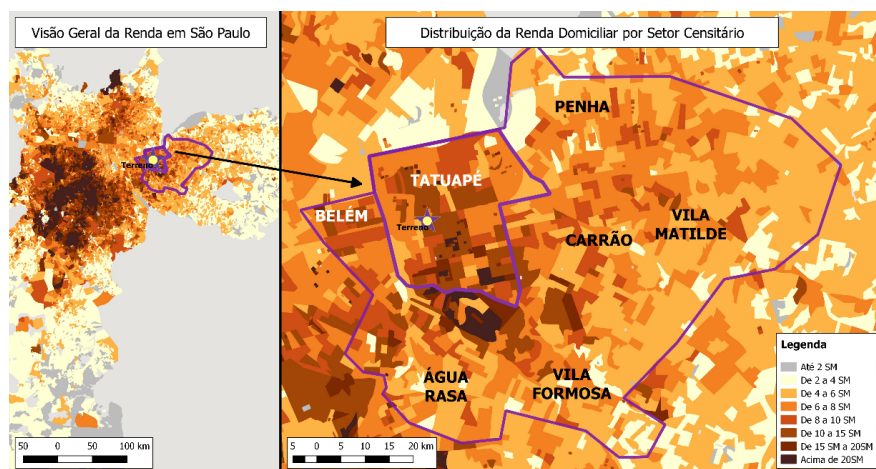 Visão Geral da Renda em São Paulo
Distribuição da Renda Domiciliar por Setor Censitário
Terreno
50 0 50 100 km
PENHA
TATUAPÉ
BELÉM
Terreno
CARRÃO
VILA
MATILDE
ÁGUA
RASA
VILA
FORMOSA
5 0 5 10 15 20 km
Legenda
Até 2 SM
De 2 a 4 SM
De 4 a 6 SM
De 6 a 8 SM
De 8 a 10 SM
De 10 a 15 SM
De 15 SM a 20SM
Acima de 20SM